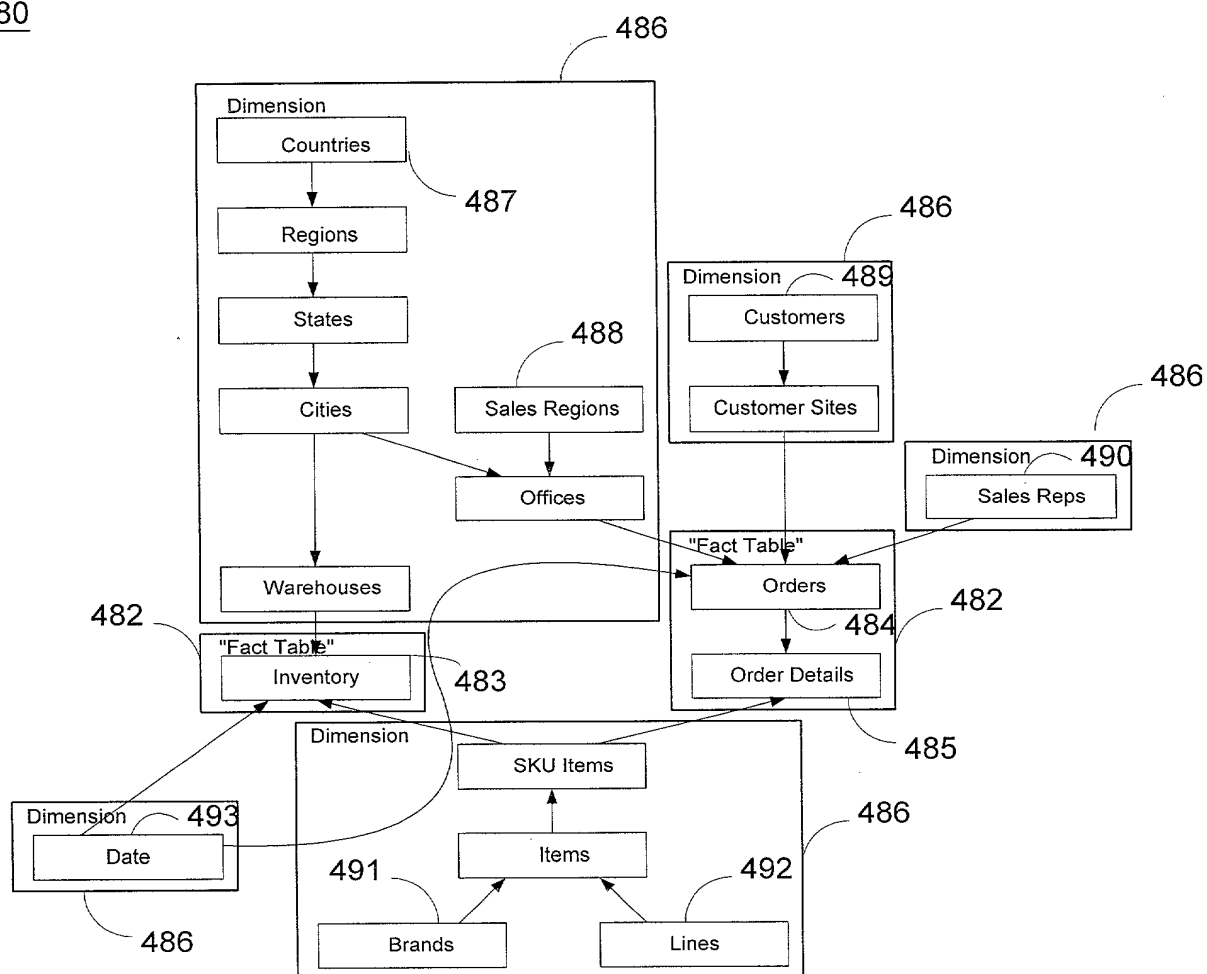 80
486
Dimension
Countries
487
Regions
486
Dimension
489
States
Customers
488
486
Cities
Sales Regions
Customer Sites
Dimension
490
Offices
Sales Reps
"Fact Table"
Warehouses
Orders
482
482
484
"Fact Table"
Inventory
483
Order Details
485
Dimension
SKU Items
Dimension
493
486
Date
Items
491
492
486
Brands
Lines